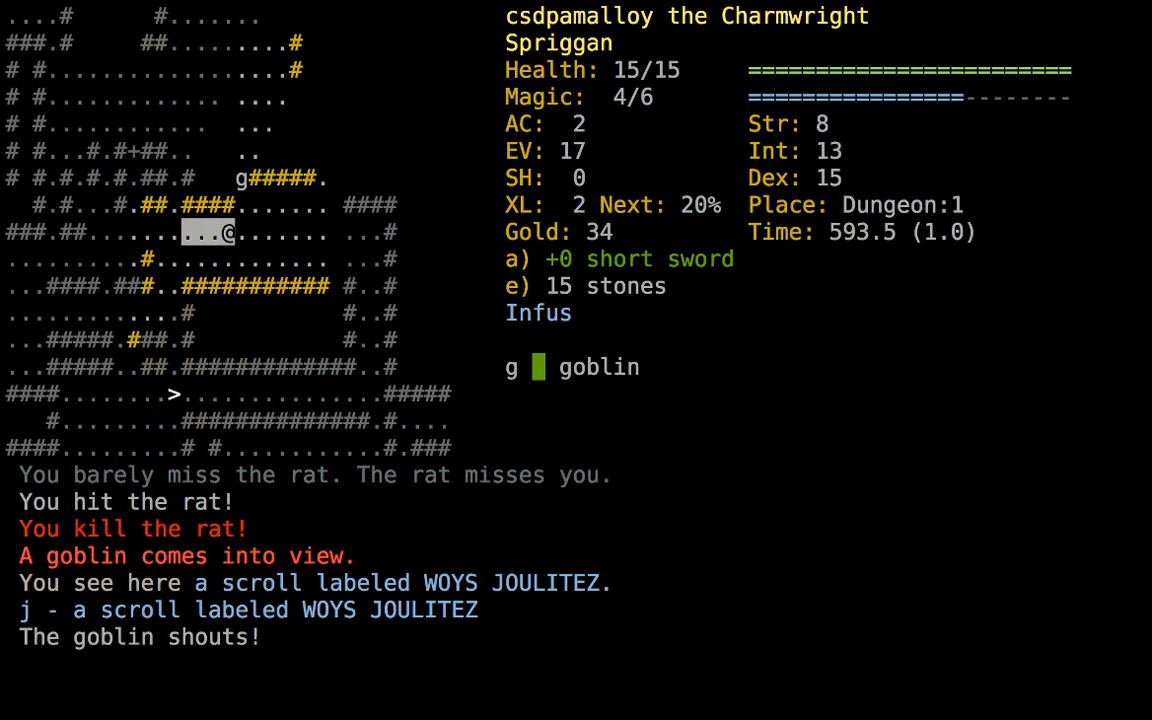 ....#      #.......            csdpamalloy the Charmwright
###.#     ##.........#         Spriggan
# #..................#         Health: 15/15     ========================
# #.............. ....         Magic:  4/6       ================--------
# #............  ...           AC:  2            Str: 8
# #...#.#+##..   ..            EV: 17            Int: 13
# #.#.#.#.##.#   g#####.       SH:  0            Dex: 15
  #.#...#.##.####....... ####  XL:  2 Next: 20%  Place: Dungeon:1
###.##..........@....... ...#  Gold: 34          Time: 593.5 (1.0)
..........#............. ...#  a) +0 short sword
...####.###..########### #..#  e) 15 stones
.............#           #..#  Infus
...#####.####.#          #..#
...#####..##.#############..#  g   goblin
####........>...............#####
   #.........##############.#....
####.........# #...........#.###
You barely miss the rat. The rat misses you.
You hit the rat!
You kill the rat!
A goblin comes into view.
You see here a scroll labeled WOYS JOULITEZ.
j - a scroll labeled WOYS JOULITEZ
The goblin shouts!